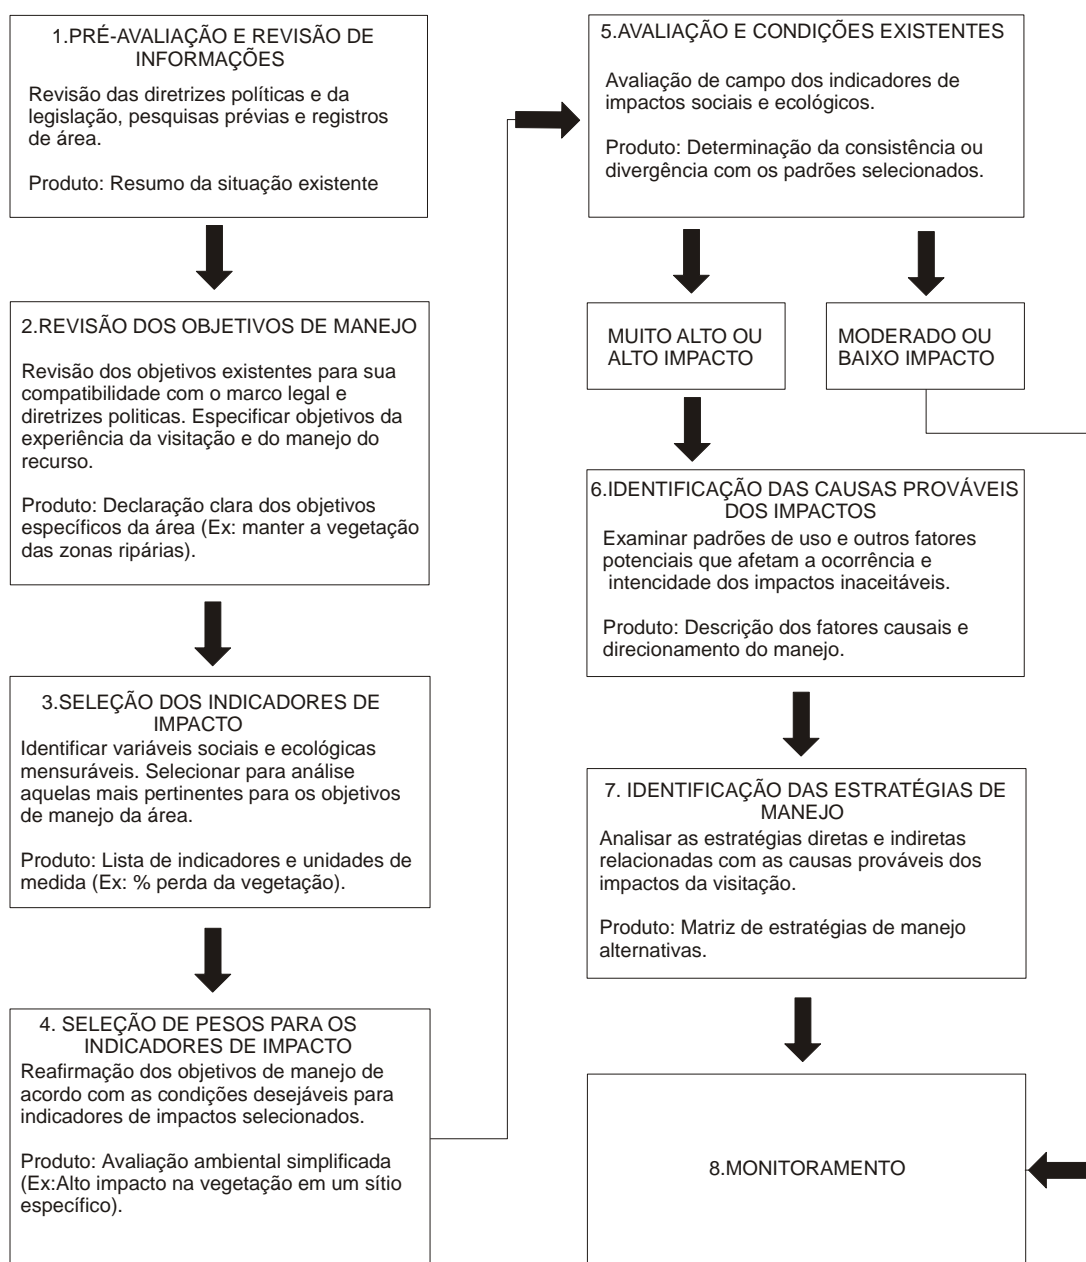 1.PRÉ-AVALIAÇÃO E REVISÃO DE
INFORMAÇÕES
Revisão das diretrizes políticas e da
legislação, pesquisas prévias e registros
de área.
Produto: Resumo da situação existente
2.REVISÃO DOS OBJETIVOS DE MANEJO
Revisão dos objetivos existentes para sua
compatibilidade com o marco legal e
diretrizes politicas. Especificar objetivos da
experiência da visitação e do manejo do
recurso.
Produto: Declaração clara dos objetivos
específicos da área (Ex: manter a vegetação
das zonas ripárias).
3.SELEÇÃO DOS INDICADORES DE
IMPACTO
Identificar variáveis sociais e ecológicas
mensuráveis. Selecionar para análise
aquelas mais pertinentes para os objetivos
de manejo da área.
Produto: Lista de indicadores e unidades de
medida (Ex: % perda da vegetação).
4. SELEÇÃO DE PESOS PARA OS
INDICADORES DE IMPACTO
Reafirmação dos objetivos de manejo de
acordo com as condições desejáveis para
indicadores de impactos selecionados.
Produto: Avaliação ambiental simplificada
(Ex:Alto impacto na vegetação em um sítio
específico).
5.AVALIAÇÃO E CONDIÇÕES EXISTENTES
Avaliação de campo dos indicadores de
impactos sociais e ecológicos.
Produto: Determinação da consistência ou
divergência com os padrões selecionados.
MUITO ALTO OU
ALTO IMPACTO
MODERADO OU
BAIXO IMPACTO
6.IDENTIFICAÇÃO DAS CAUSAS PROVÁVEIS
DOS IMPACTOS
Examinar padrões de uso e outros fatores
potenciais que afetam a ocorrência e
intencidade dos impactos inaceitáveis.
Produto: Descrição dos fatores causais e
direcionamento do manejo.
7. IDENTIFICAÇÃO DAS ESTRATÉGIAS DE
MANEJO
Analisar as estratégias diretas e indiretas
relacionadas com as causas prováveis dos
impactos da visitação.
Produto: Matriz de estratégias de manejo
alternativas.
8.MONITORAMENTO